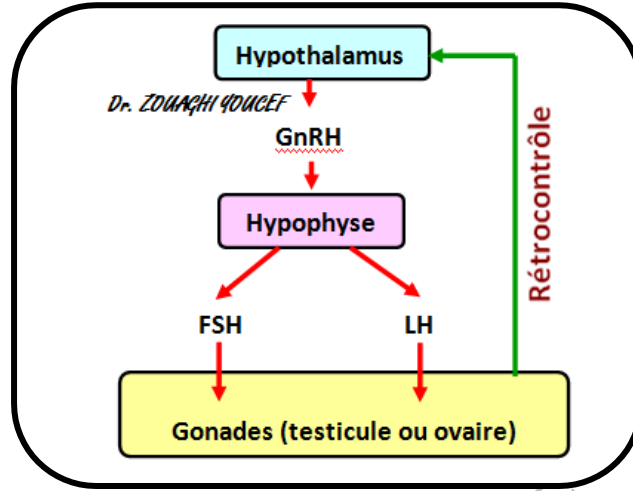 Hypothalamus
Dr. ZOUAGHI YOUCEF
GnRH
Hypophyse
FSH
LH
Gonades (testicule ou ovaire)
Rétrocontrôle